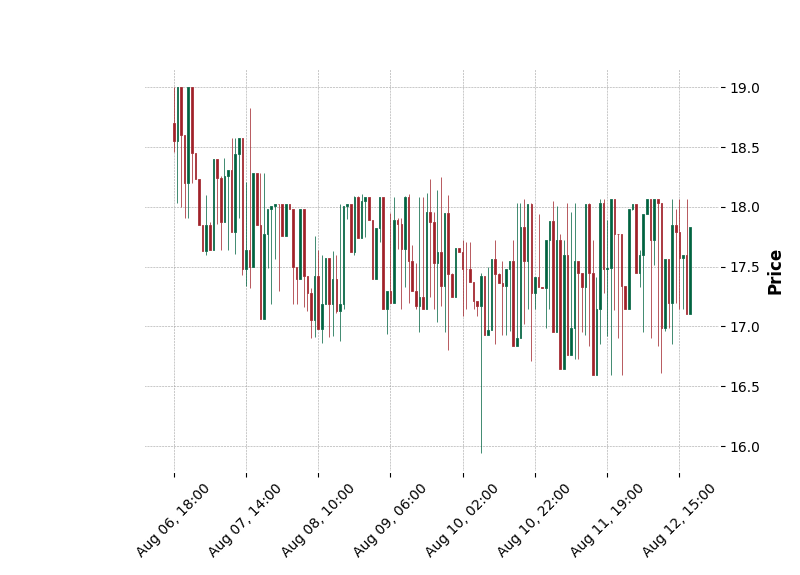 19.0
18.5
18.0
17.5
17.0
16.5
16.0
Price
Aug 06, 18:00
Aug 07, 14:00
Aug 08, 10:00
Aug 09, 06:00
Aug 10, 02:00
Aug 10, 22:00
Aug 11, 19:00
Aug 12, 15:00